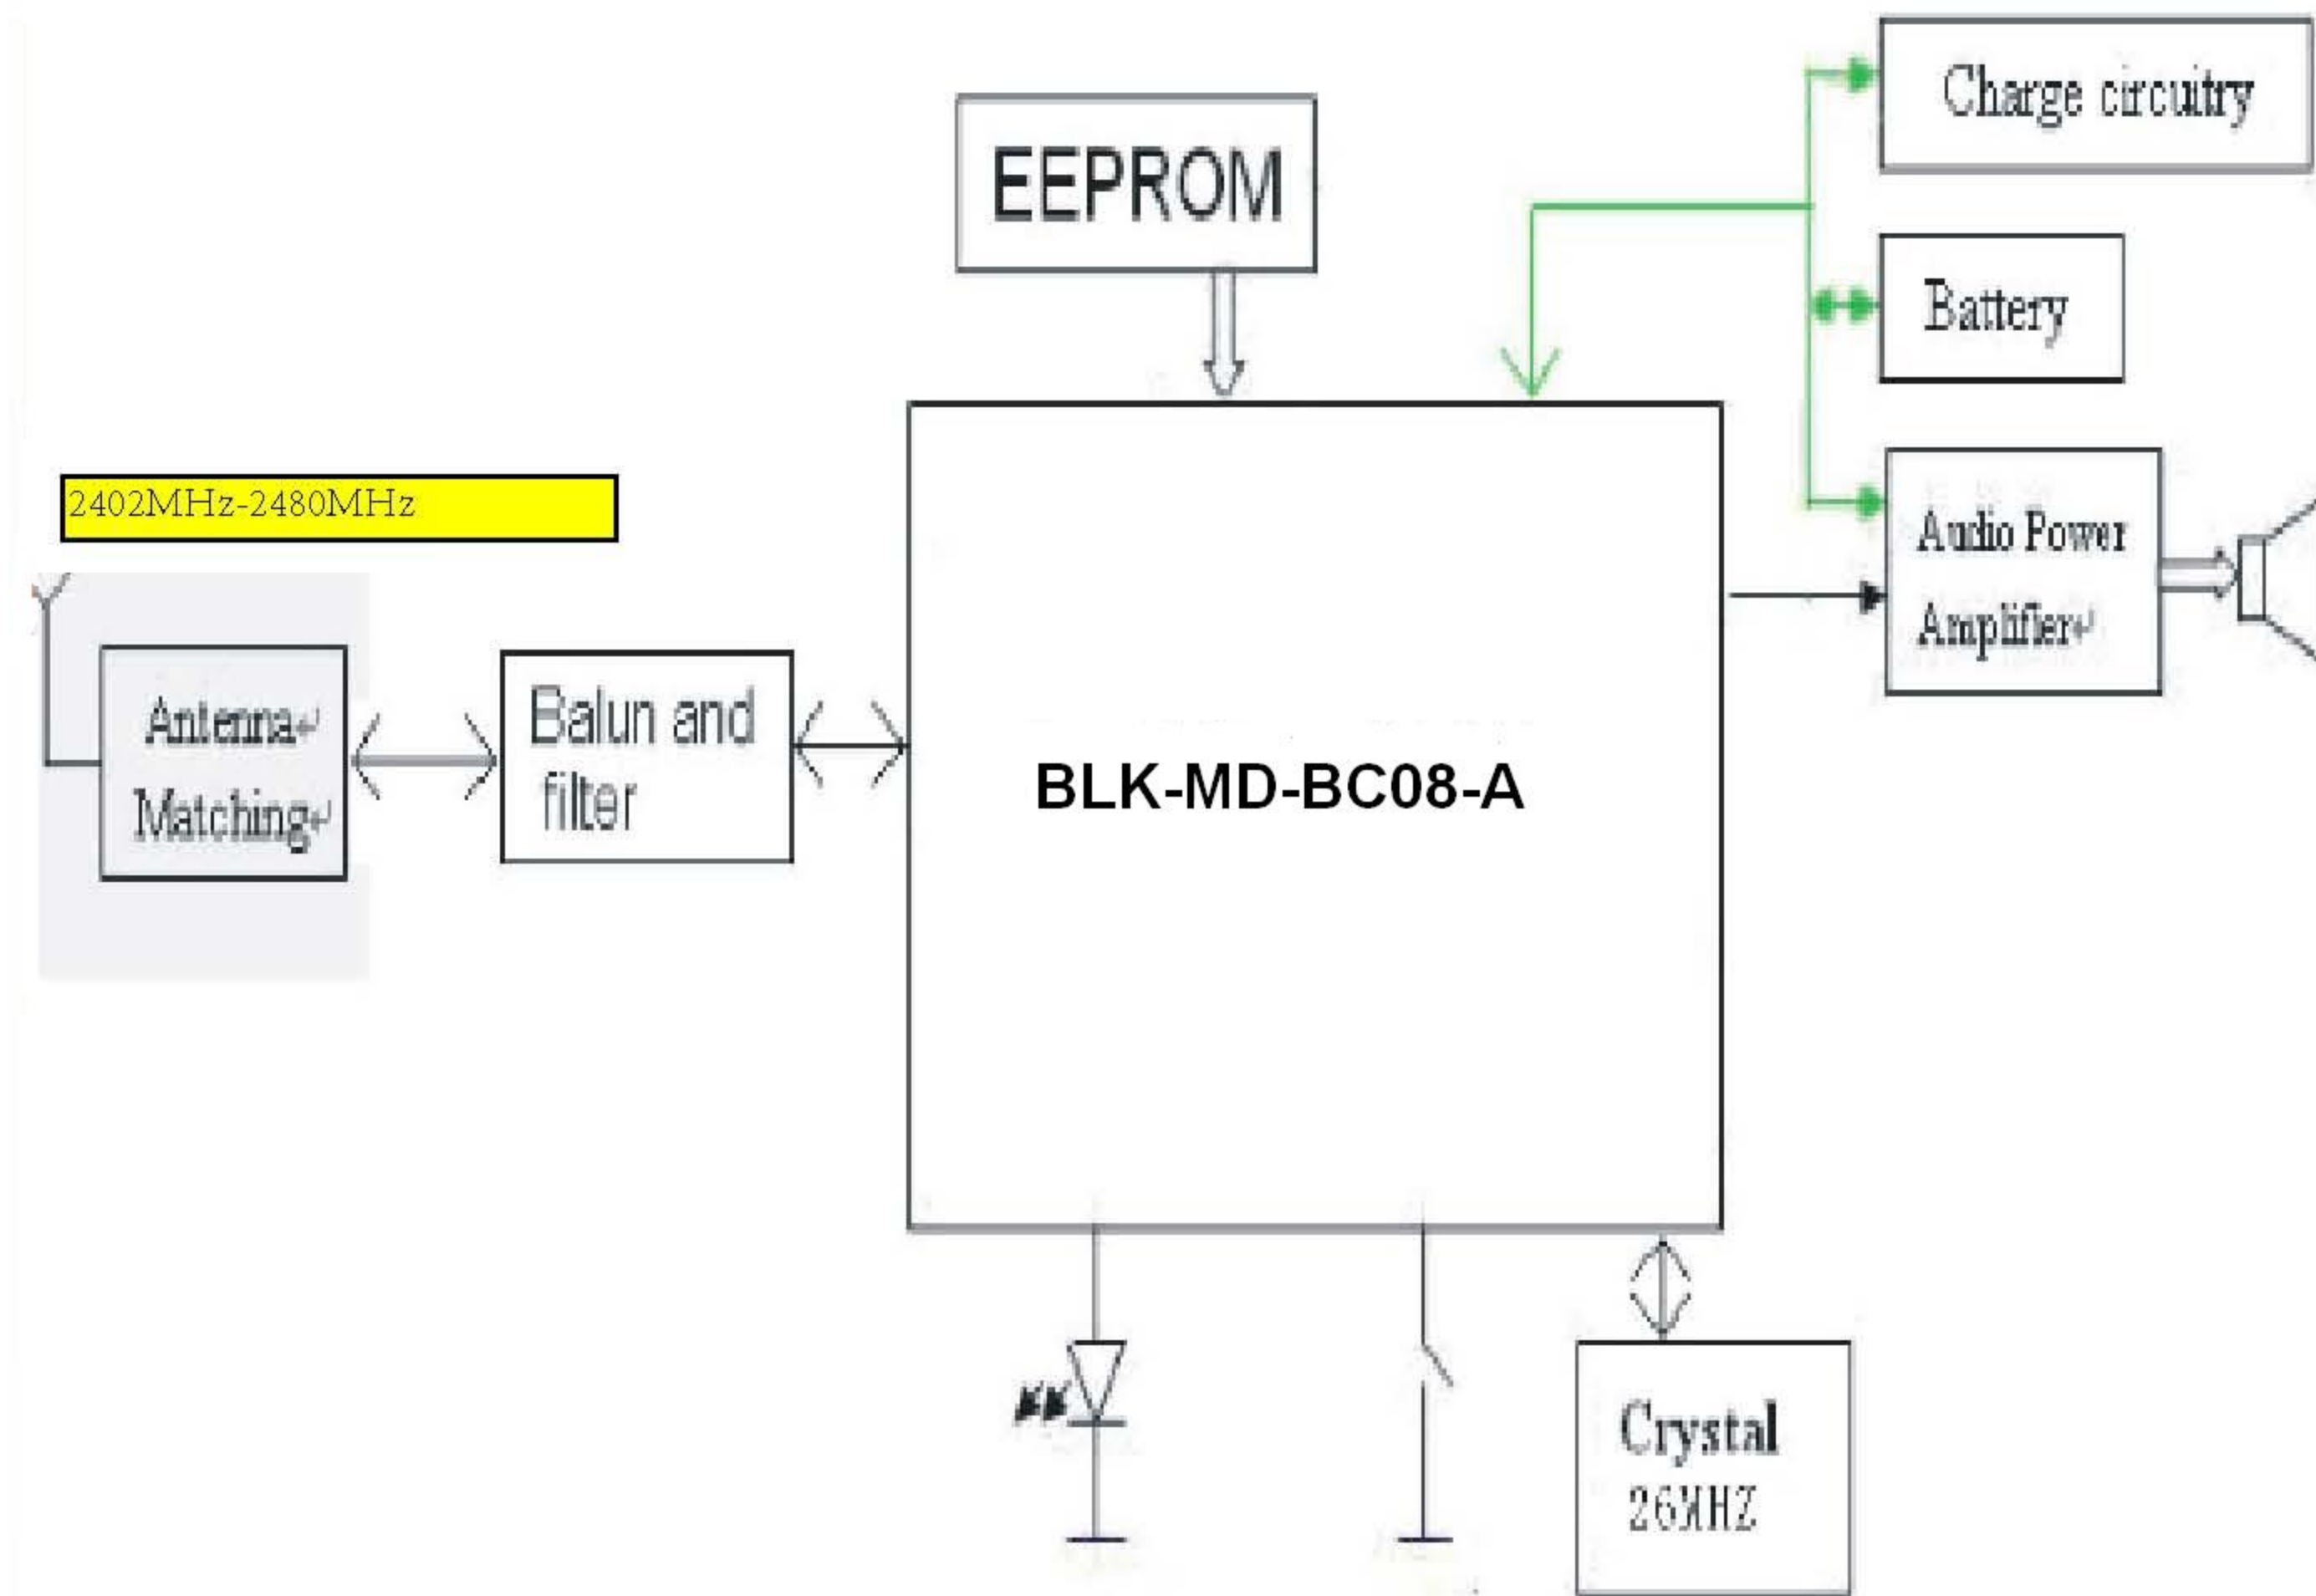 Charge circuitry
EEPROM
Battery
2402MHz-2480MHz
Audio Power
Amplifier↵
Antenna↵
Matching↵
Balun and
filter
BLK-MD-BC08-A
Crystal
26MHZ